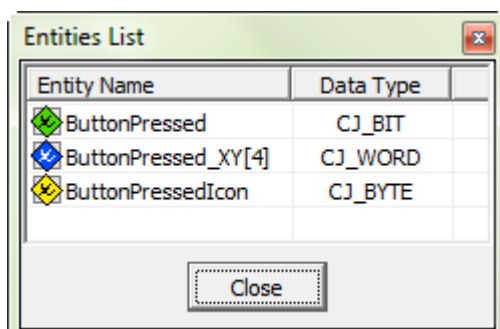 Entities List
Entity Name Data Type
ButtonPressed CJ_BIT
ButtonPressed_XY[4] CJ_WORD
ButtonPressedIcon CJ_BYTE
Close